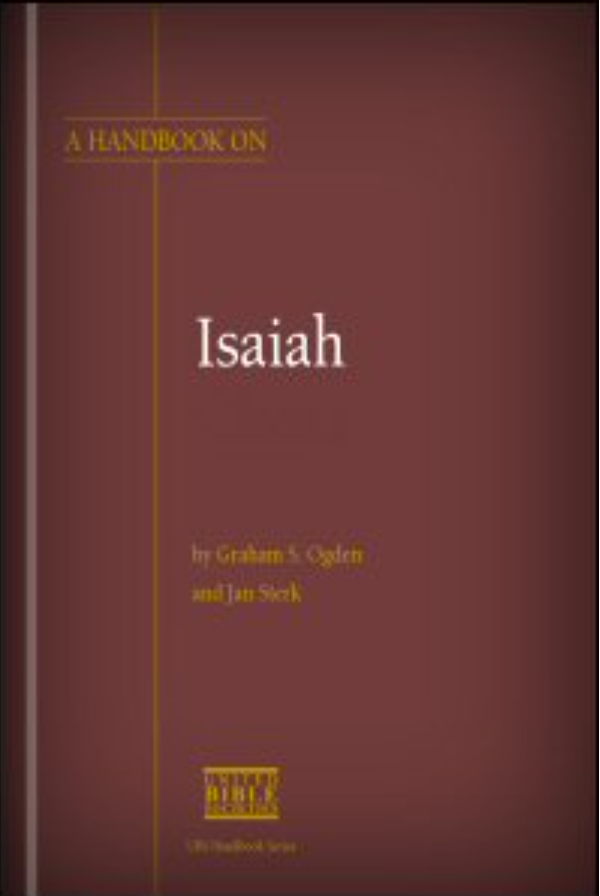 A HANDBOOK ON
Isaiah
by Graham S. Ogden
and Jan Sterk
UNITED
BIBLE
SOCIETIES
UBS Handbook Series